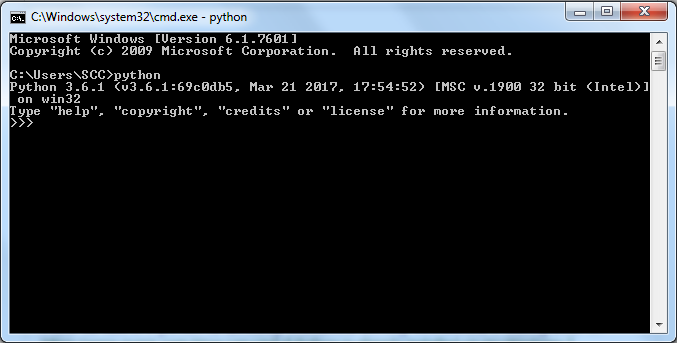 C:\Windows\system32\cmd.exe - python
Microsoft Windows [Version 6.1.7601]
Copyright (c) 2009 Microsoft Corporation.  All rights reserved.
C:\Users\SCC>python
Python 3.6.1 (v3.6.1:69c0db5, Mar 21 2017, 17:54:52) [MSC v.1900 32 bit (Intel)]
 on win32
Type "help", "copyright", "credits" or "license" for more information.
>>>